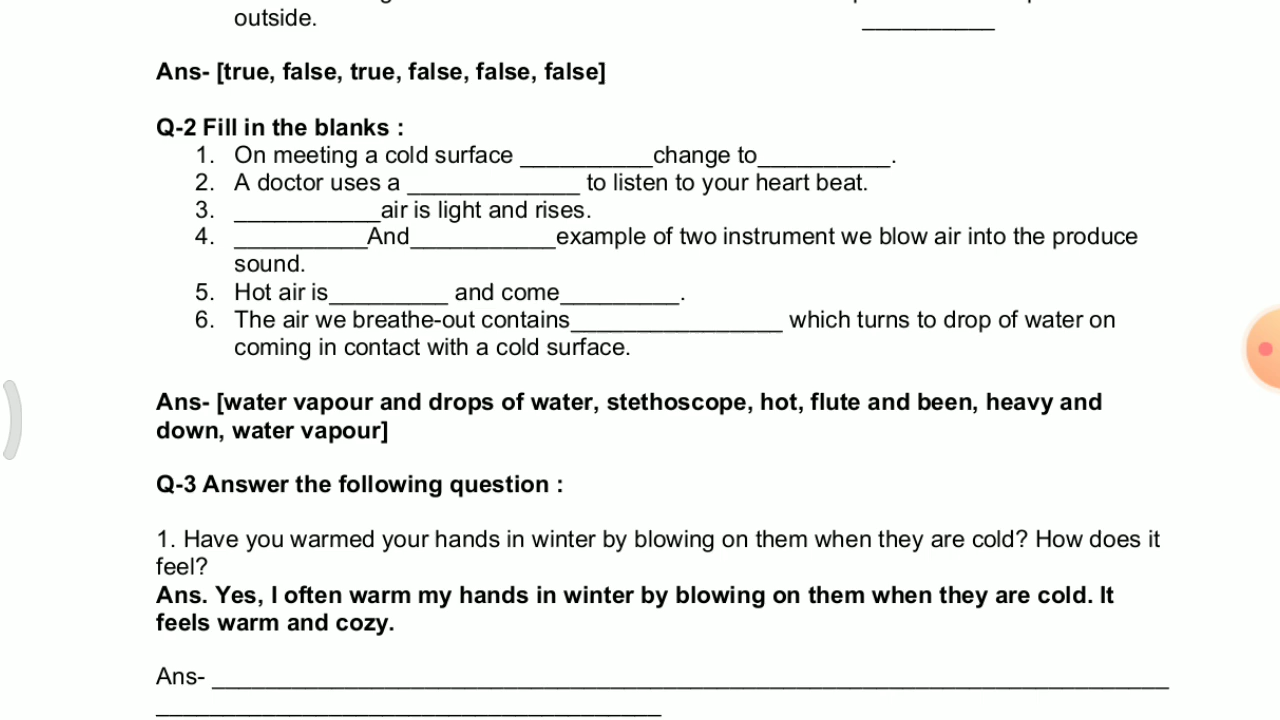 outside. __________
Ans- [true, false, true, false, false, false]
Q-2 Fill in the blanks :
1. On meeting a cold surface __________change to__________.
2. A doctor uses a _____________ to listen to your heart beat.
3. ___________air is light and rises.
4. __________And___________example of two instrument we blow air into the produce
sound.
5. Hot air is_________ and come_________.
6. The air we breathe-out contains________________ which turns to drop of water on
coming in contact with a cold surface.
Ans- [water vapour and drops of water, stethoscope, hot, flute and been, heavy and
down, water vapour]
Q-3 Answer the following question :
1. Have you warmed your hands in winter by blowing on them when they are cold? How does it
feel?
Ans. Yes, I often warm my hands in winter by blowing on them when they are cold. It
feels warm and cozy.
Ans- ________________________________________________________________________
______________________________________